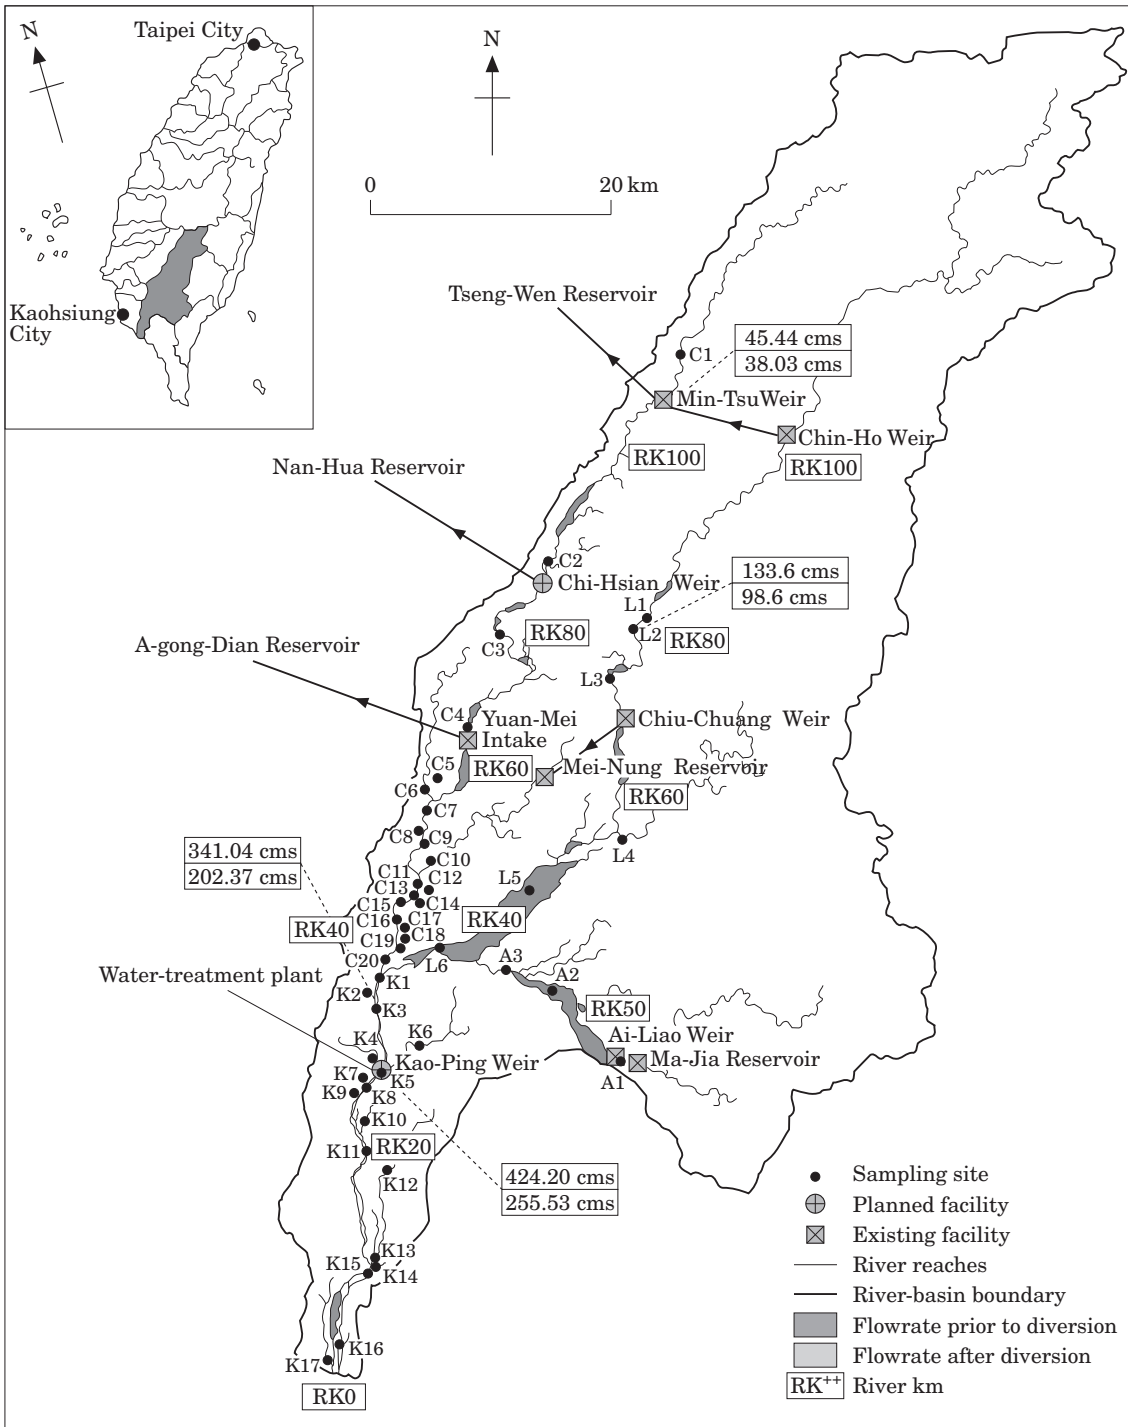 N
Taipei City
Kaohsiung
City
N
0
20 km
Tseng-Wen Reservoir
45.44 cms
38.03 cms
C1
Min-TsuWeir
Chin-Ho Weir
RK100
RK100
Nan-Hua Reservoir
C2
Chi-Hsian Weir
133.6 cms
98.6 cms
L1
L2
RK80
RK80
C3
A-gong-Dian Reservoir
L3
C4
Yuan-Mei
Intake
Chiu-Chuang Weir
RK60
Mei-Nung Reservoir
C5
C6
RK60
C7
C8
C9
L4
341.04 cms
202.37 cms
C10
C11
C12
C13
L5
C15
C14
C16
C17
RK40
RK40
C18
C19
C20
L6
A3
Water-treatment plant
K1
A2
K2
K3
RK50
K6
Ai-Liao Weir
K4
Kao-Ping Weir
Ma-Jia Reservoir
K7
K5
A1
K9
K8
K10
RK20
K11
K12
424.20 cms
255.53 cms
K13
K15
K14
K16
K17
RK0
Sampling site
Planned facility
Existing facility
River reaches
River-basin boundary
Flowrate prior to diversion
Flowrate after diversion
RK++ River km